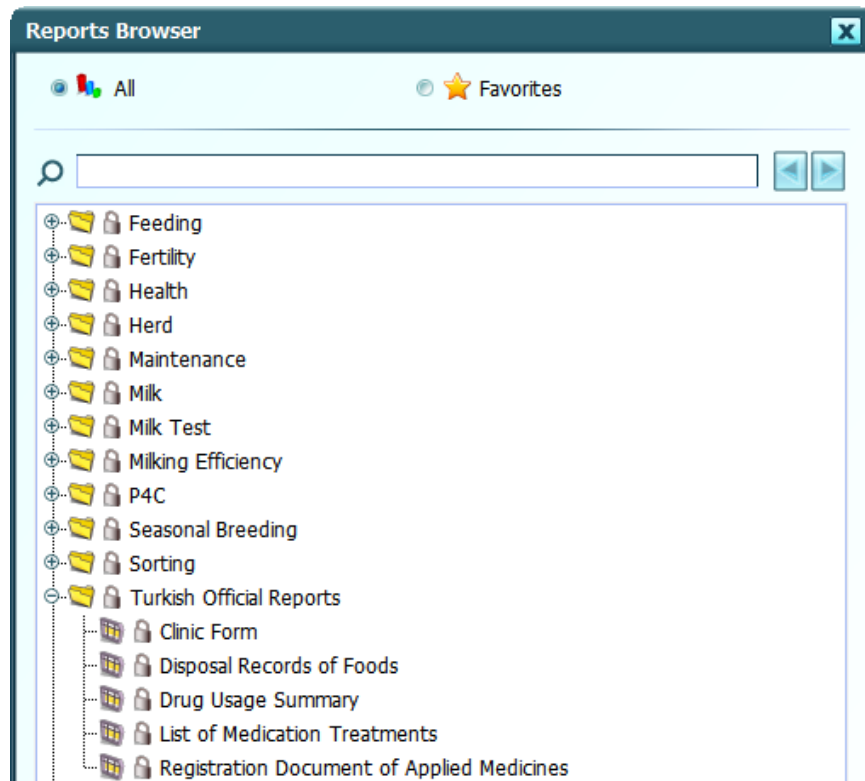 Reports Browser
All
Favorites
Feeding
Fertility
Health
Herd
Maintenance
Milk
Milk Test
Milking Efficiency
P4C
Seasonal Breeding
Sorting
Turkish Official Reports
Clinic Form
Disposal Records of Foods
Drug Usage Summary
List of Medication Treatments
Registration Document of Applied Medicines